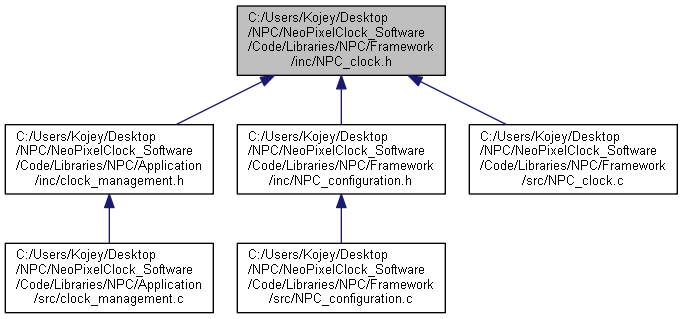 C:/Users/Kojey/Desktop
/NPC/NeoPixelClock_Software
/Code/Libraries/NPC/Framework
/inc/NPC_clock.h
C:/Users/Kojey/Desktop
/NPC/NeoPixelClock_Software
/Code/Libraries/NPC/Application
/inc/clock_management.h
C:/Users/Kojey/Desktop
/NPC/NeoPixelClock_Software
/Code/Libraries/NPC/Framework
/inc/NPC_configuration.h
C:/Users/Kojey/Desktop
/NPC/NeoPixelClock_Software
/Code/Libraries/NPC/Framework
/src/NPC_clock.c
C:/Users/Kojey/Desktop
/NPC/NeoPixelClock_Software
/Code/Libraries/NPC/Application
/src/clock_management.c
C:/Users/Kojey/Desktop
/NPC/NeoPixelClock_Software
/Code/Libraries/NPC/Framework
/src/NPC_configuration.c